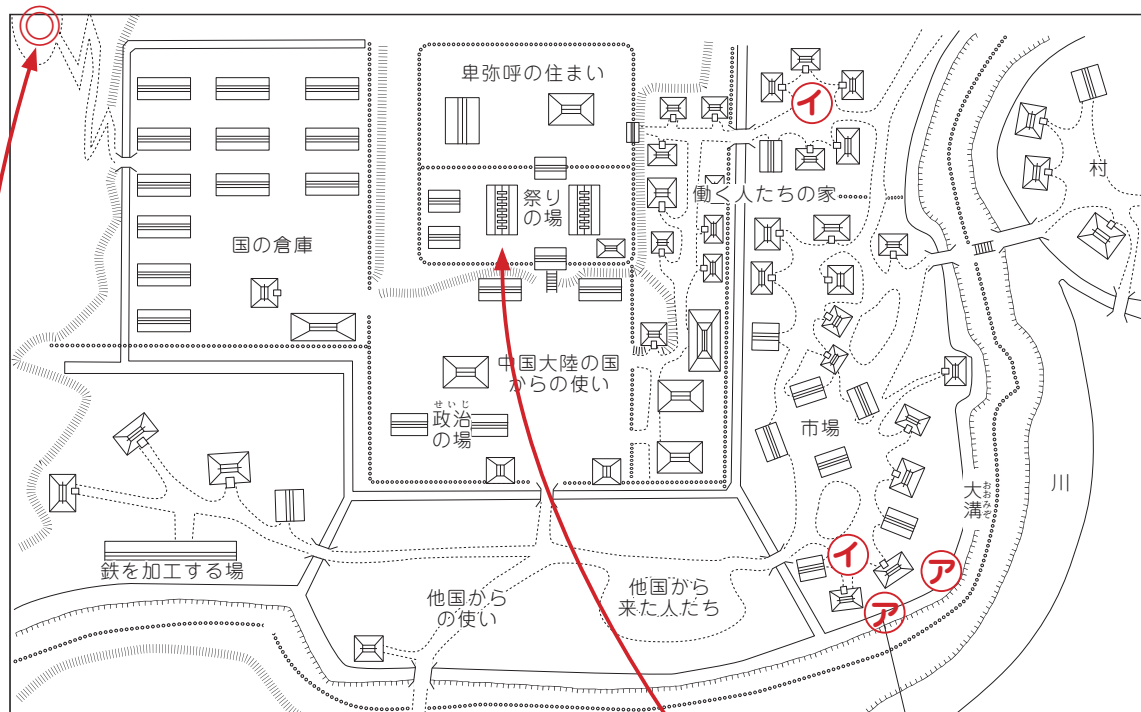 卑弥呼の住まい
イ
村
働く人たちの家
祭り
の場
国の倉庫
中国大陸の国
からの使い
せいじ
政治
の場
市場
おおみぞ
大溝
川
イ
ア
鉄を加工する場
他国から
の使い
他国から
来た人たち
ア